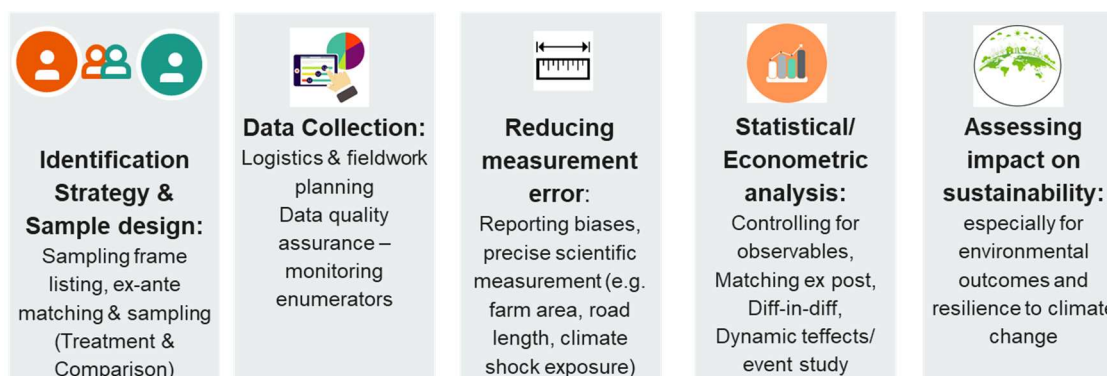 Identification
Strategy &
Sample design:
Sampling frame
listing, ex-ante
matching & sampling
(Treatment &
Comparison)
Data Collection:
Logistics & fieldwork
planning
Data quality
assurance –
monitoring
enumerators
Reducing
measurement
error:
Reporting biases,
precise scientific
measurement (e.g.
farm area, road
length, climate
shock exposure)
Statistical/
Econometric
analysis:
Controlling for
observables,
Matching ex post,
Diff-in-diff,
Dynamic teffects/
event study
Assessing
impact on
sustainability:
especially for
environmental
outcomes and
resilience to climate
change